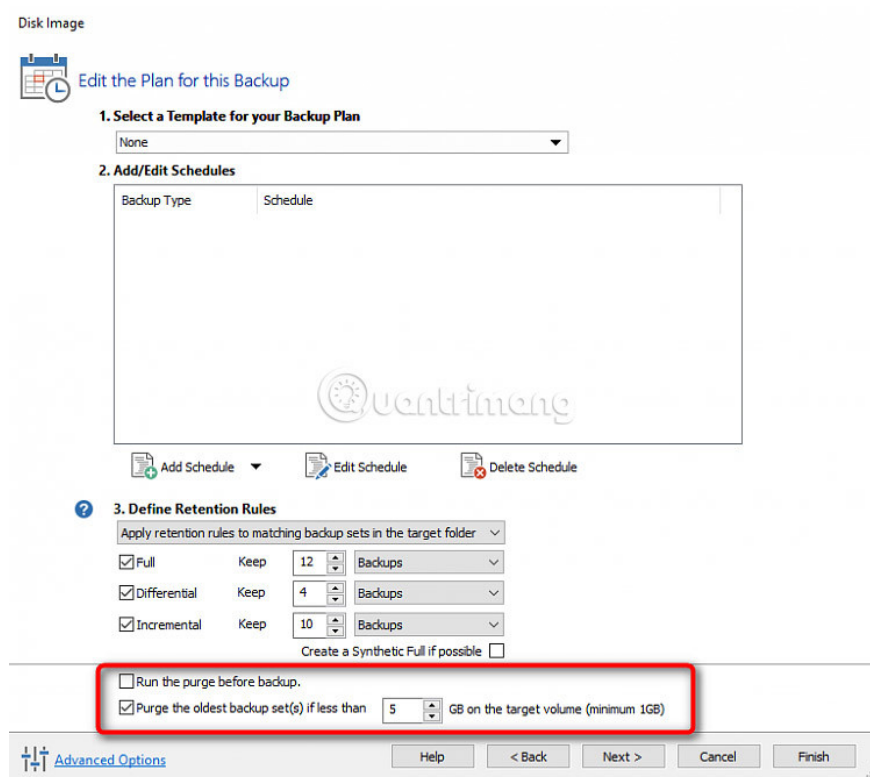 Disk Image
Edit the Plan for this Backup
1. Select a Template for your Backup Plan
None
2. Add/Edit Schedules
Backup Type Schedule
Quantrimang
Add Schedule Edit Schedule Delete Schedule
? 3. Define Retention Rules
Apply retention rules to matching backup sets in the target folder
Full Keep 12 Backups
Differential Keep 4 Backups
Incremental Keep 10 Backups
Create a Synthetic Full if possible
Run the purge before backup.
Purge the oldest backup set(s) if less than 5 GB on the target volume (minimum 1GB)
Advanced Options Help < Back Next > Cancel Finish